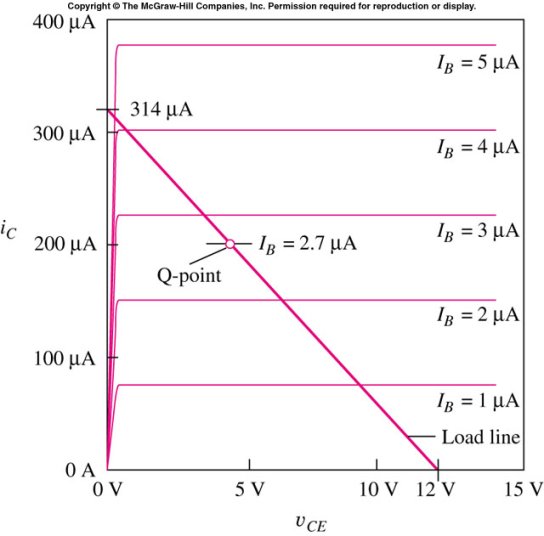 Copyright © The McGraw-Hill Companies, Inc. Permission required for reproduction or display.
400 μA
I_B = 5 μA
314 μA
300 μA
I_B = 4 μA
i_C
200 μA
I_B = 2.7 μA
I_B = 3 μA
Q-point
I_B = 2 μA
100 μA
I_B = 1 μA
Load line
0 A
0 V
5 V
10 V
12 V
15 V
v_CE